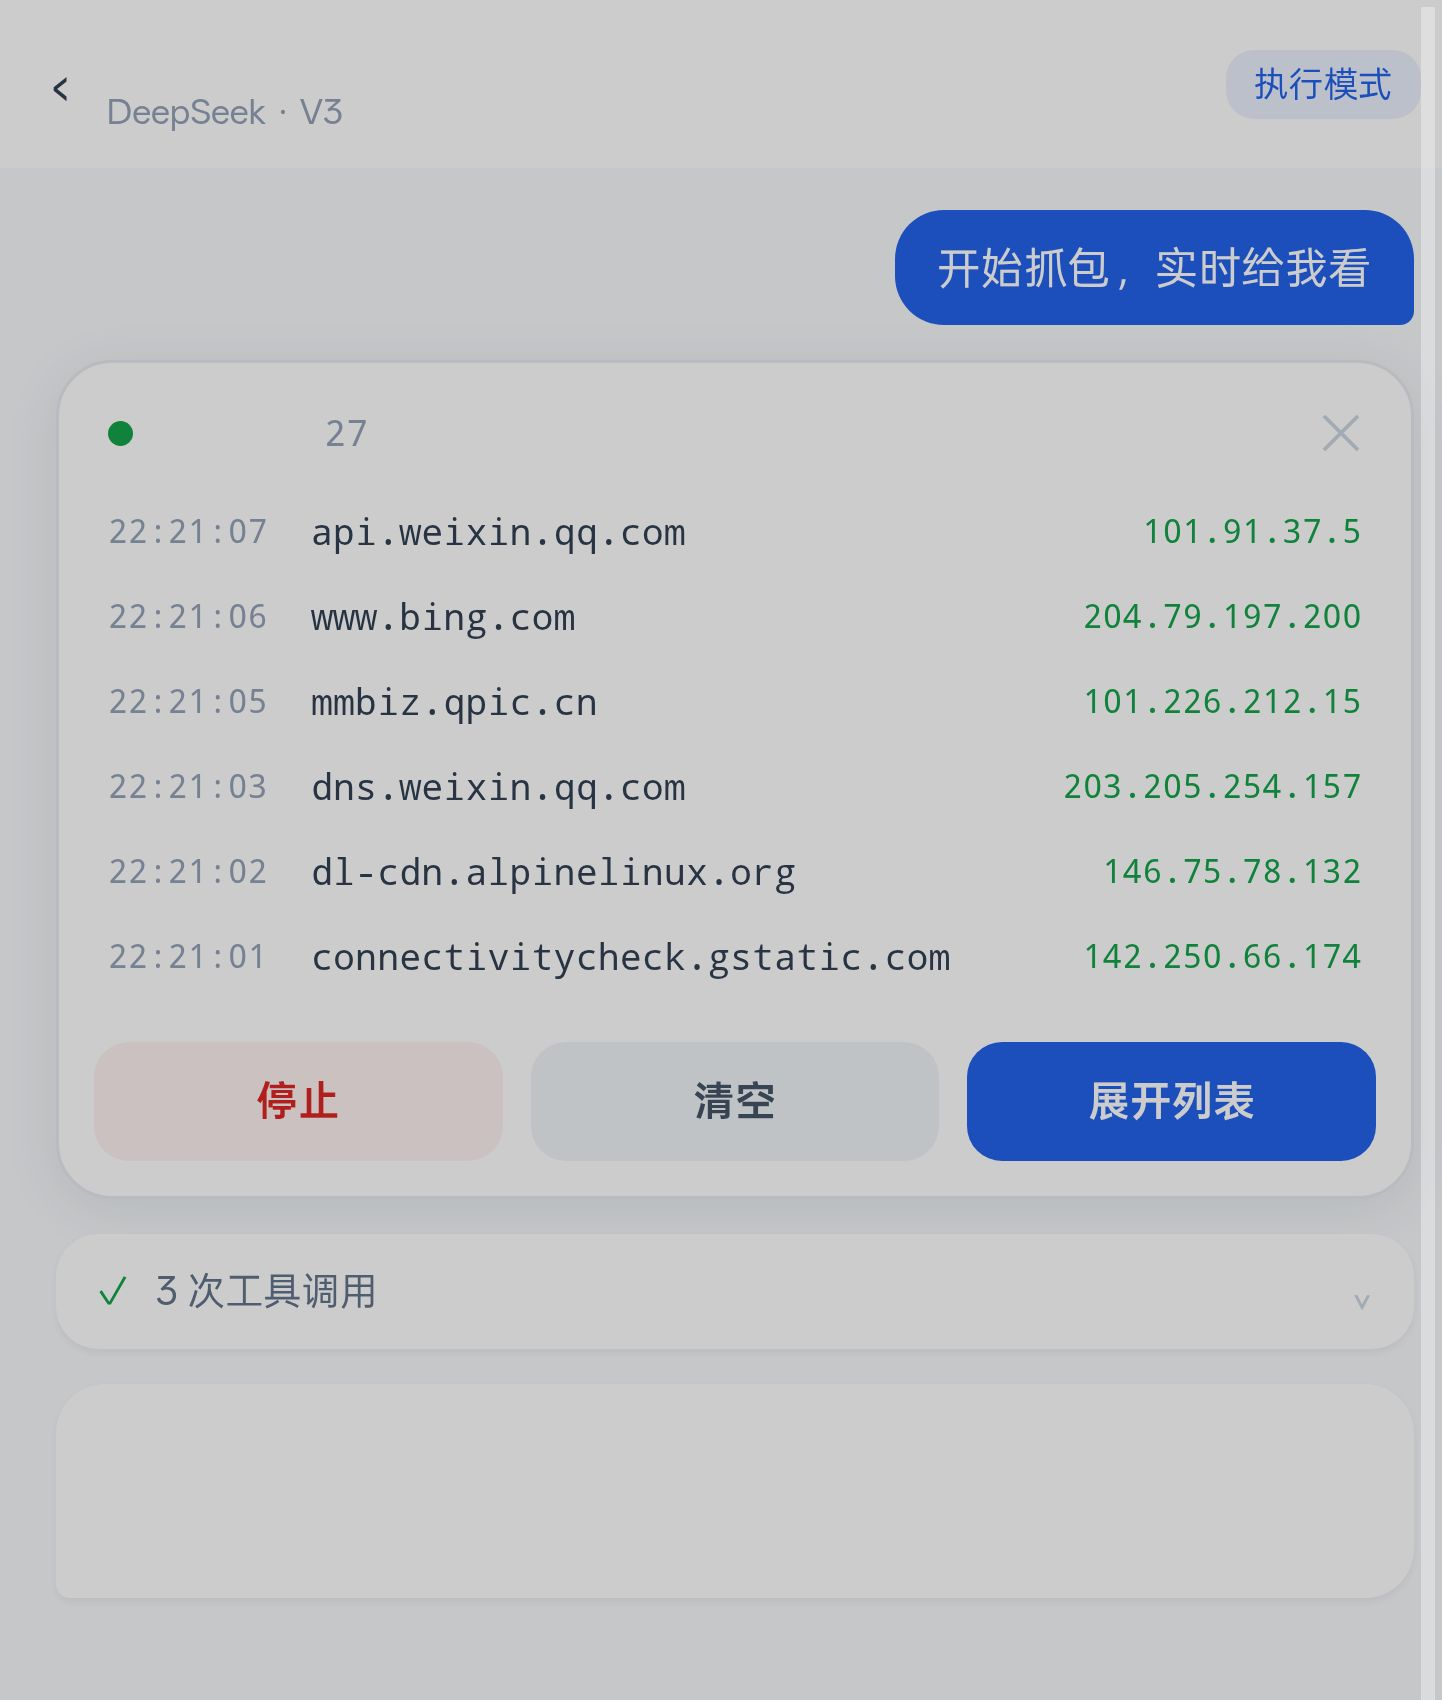 执行模式
DeepSeek · V3
开始抓包，实时给我看
27
22:21:07 api.weixin.qq.com 101.91.37.5
22:21:06 www.bing.com 204.79.197.200
22:21:05 mmbiz.qpic.cn 101.226.212.15
22:21:03 dns.weixin.qq.com 203.205.254.157
22:21:02 dl-cdn.alpinelinux.org 146.75.78.132
22:21:01 connectivitycheck.gstatic.com 142.250.66.174
停止 清空 展开列表
3 次工具调用